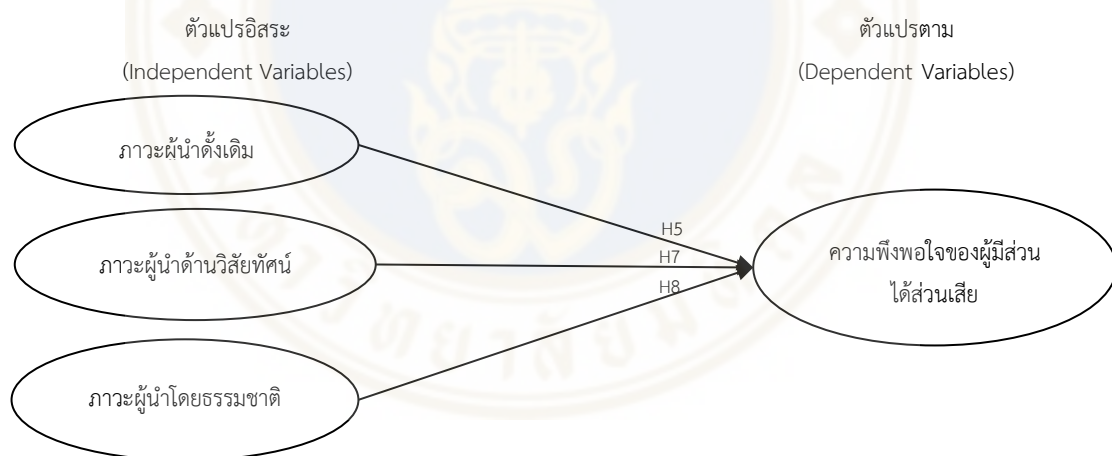 ตัวแปรอิสระ
(Independent Variables)
ตัวแปรตาม
(Dependent Variables)
ภาวะผู้นำดั้งเดิม
ภาวะผู้นำด้านวิสัยทัศน์
ภาวะผู้นำโดยธรรมชาติ
H5
H7
H8
ความพึงพอใจของผู้มีส่วน
ได้ส่วนเสีย